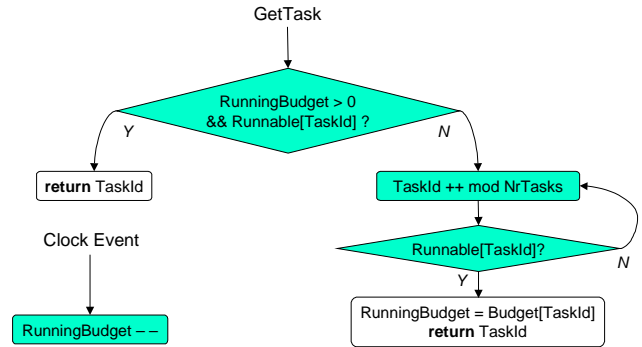 GetTask
RunningBudget > 0
&& Runnable[TaskId] ?
Y
N
return TaskId
TaskId ++ mod NrTasks
Clock Event
Runnable[TaskId]?
N
Y
RunningBudget – –
RunningBudget = Budget[TaskId]
return TaskId